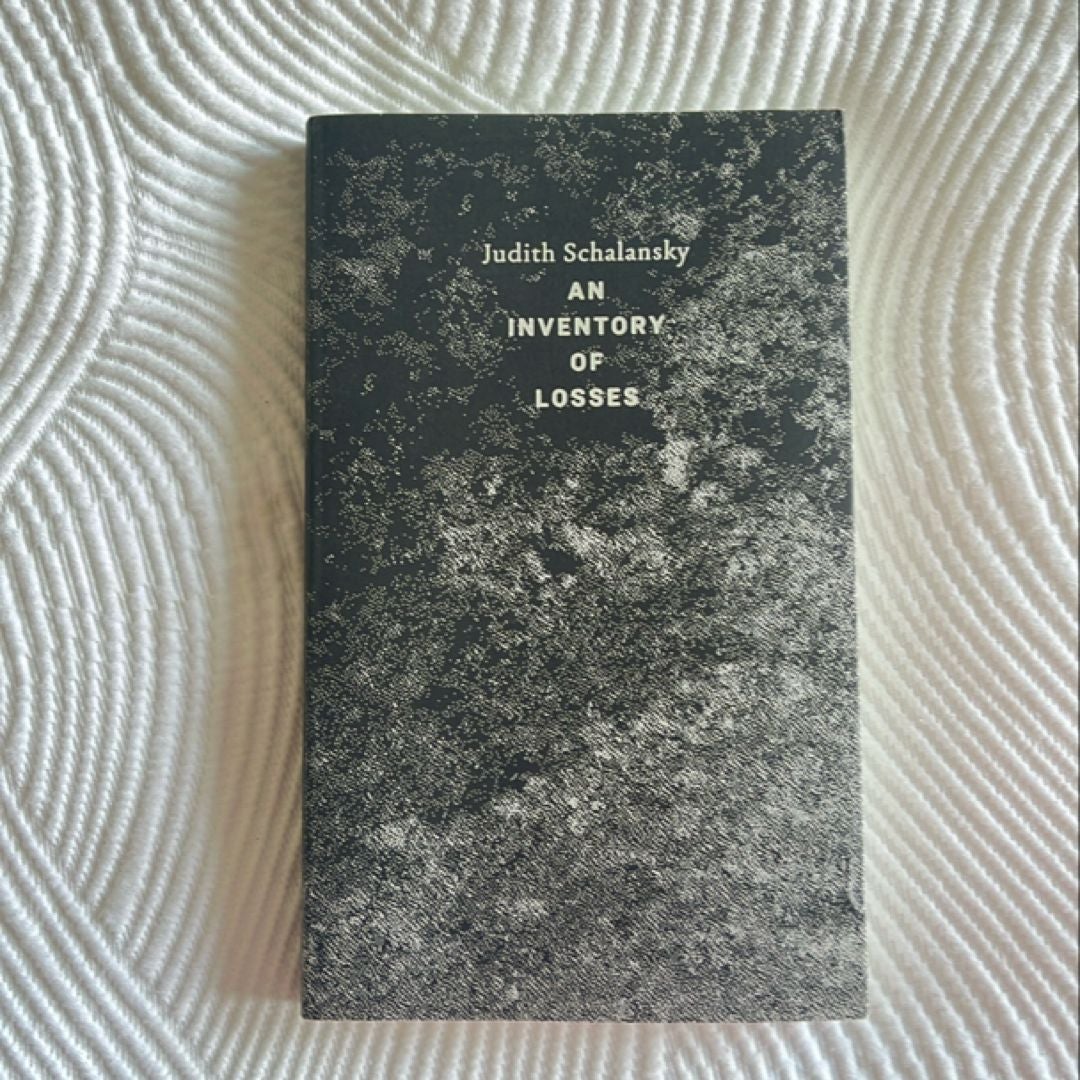 Judith Schalansky
AN
INVENTORY
OF
LOSSES